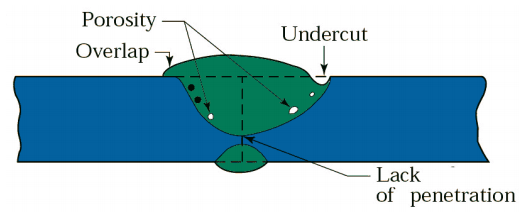 Porosity
Undercut
Overlap
Lack
of penetration